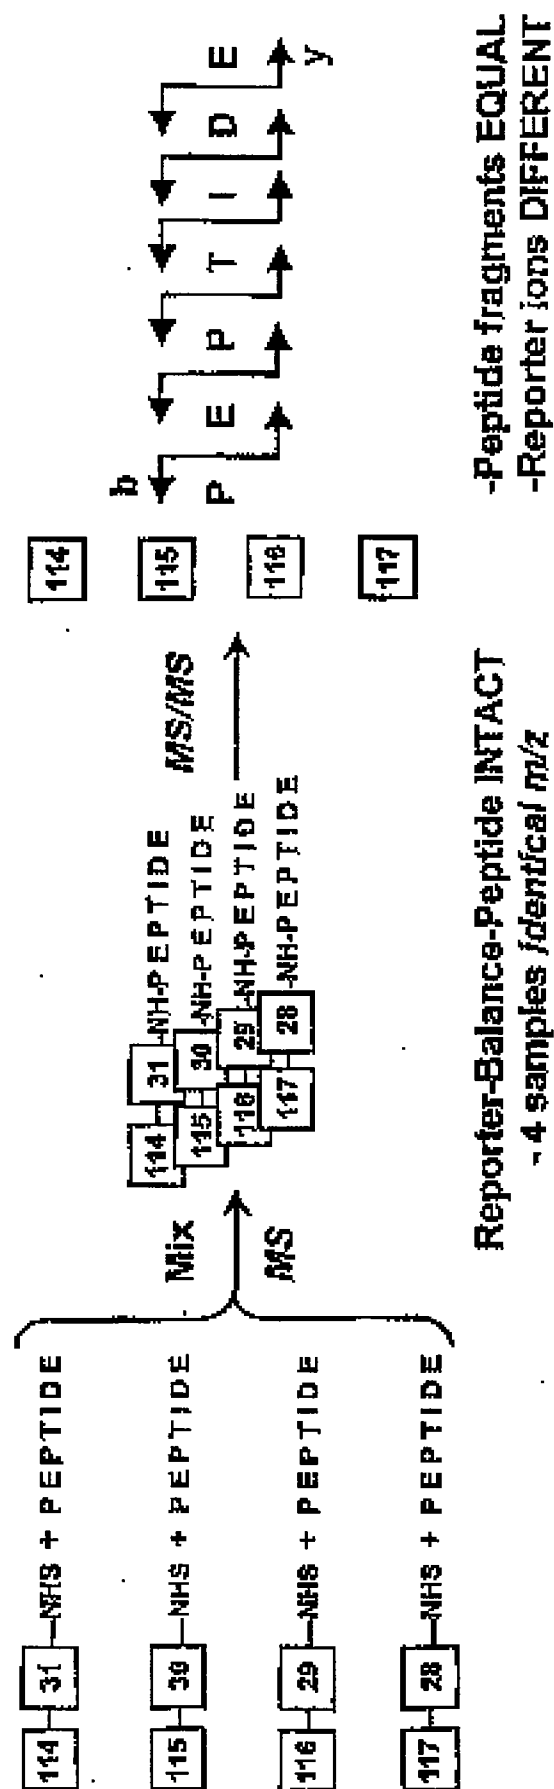 114 31 NHS + PEPTIDE
115 30 NHS + PEPTIDE
116 29 NHS + PEPTIDE
117 28 NHS + PEPTIDE
Mix
MS
114 31 NH-PEPTIDE
115 30 NH-PEPTIDE
116 29 NH-PEPTIDE
117 28 NH-PEPTIDE
Reporter-Balance-Peptide INTACT
- 4 samples identical m/z
MS/MS
114
115
116
117
b
P E P T I D E
y
-Peptide fragments EQUAL
-Reporter ions DIFFERENT